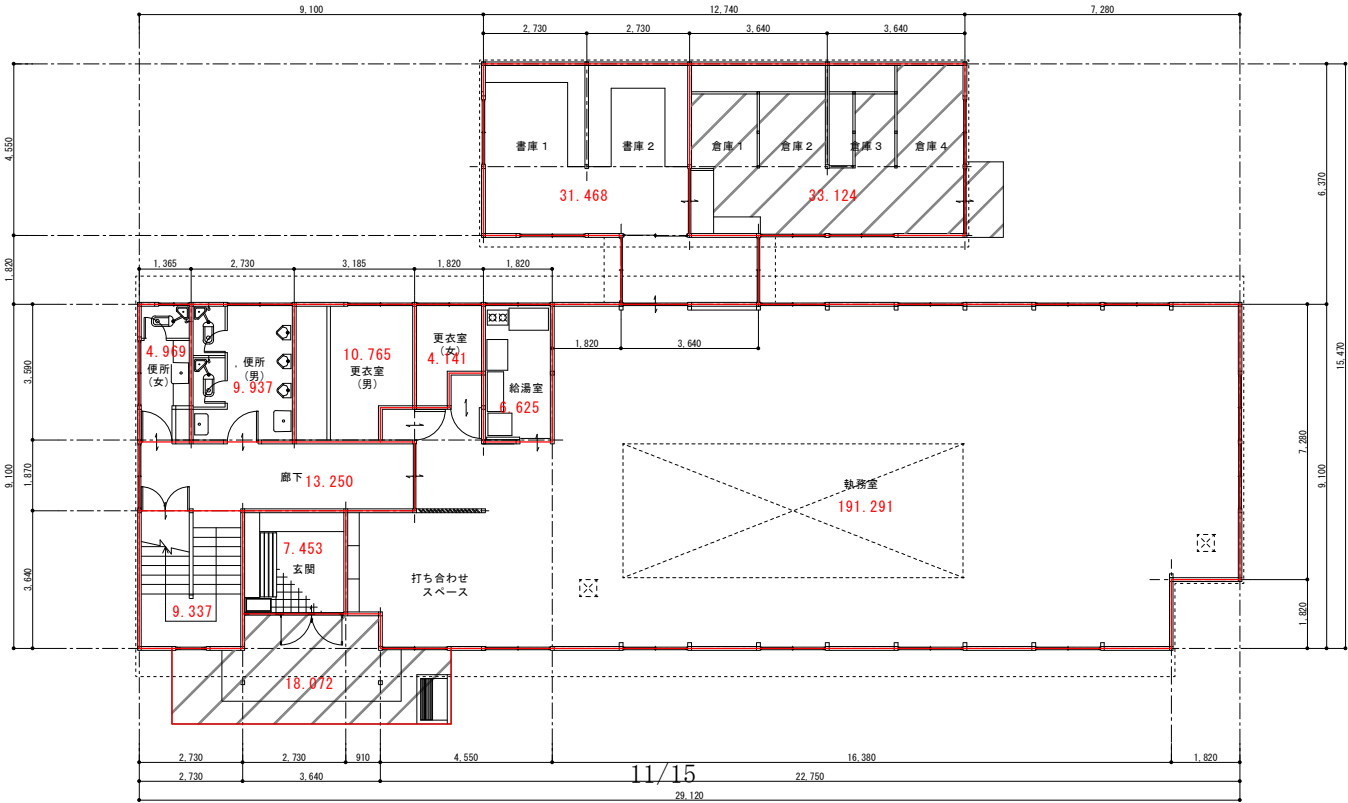 9,100
12,740
7,280
2,730
2,730
3,640
3,640
4,550
6,370
書庫1
書庫2
倉庫1
倉庫2
倉庫3
倉庫4
31.468
33.124
1,820
1,365
2,730
3,185
1,820
1,820
4.969
便所
(女)
便所
(男)
9.937
10.765
更衣室
(男)
更衣室
(女)
4.141
給湯室
6.625
1,820
3,640
3,590
15,470
7,280
9,100
9,100
1,870
廊下
13.250
執務室
191.291
7.453
玄関
打ち合わせ
スペース
3,640
9.337
1,820
18.072
2,730
2,730
910
4,550
16,380
1,820
2,730
3,640
11/15
22,750
29,120